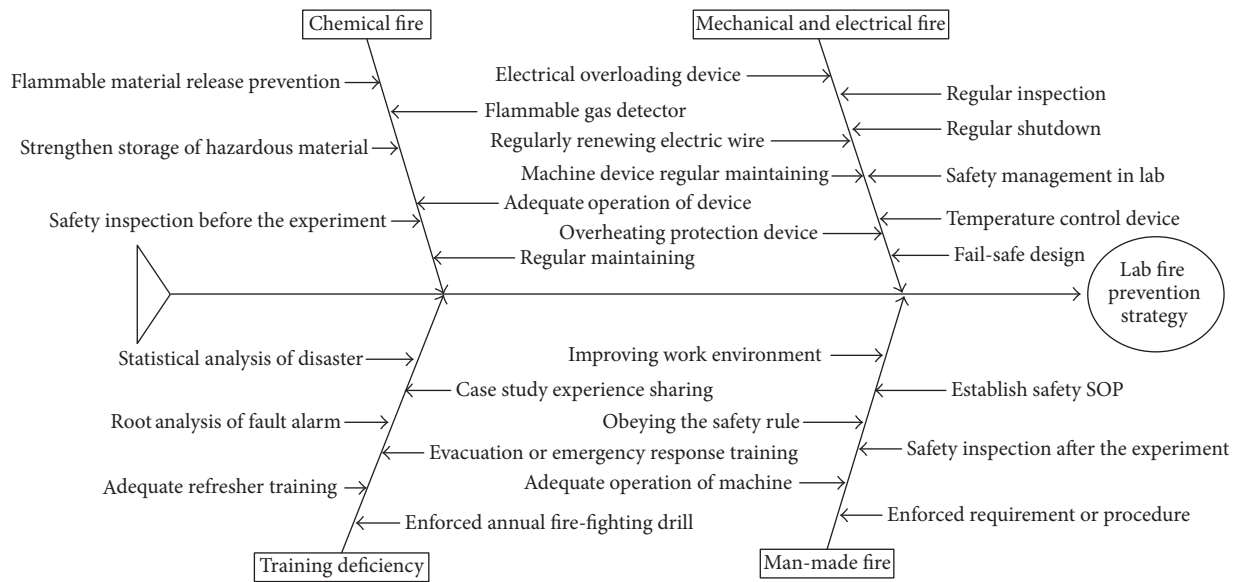 Chemical fire
Mechanical and electrical fire
Flammable material release prevention
Flammable gas detector
Strengthen storage of hazardous material
Adequate operation of device
Safety inspection before the experiment
Regular maintaining
Electrical overloading device
Regular inspection
Regular shutdown
Regularly renewing electric wire
Machine device regular maintaining
Safety management in lab
Temperature control device
Overheating protection device
Fail-safe design
Lab fire
prevention
strategy
Statistical analysis of disaster
Case study experience sharing
Root analysis of fault alarm
Evacuation or emergency response training
Adequate refresher training
Enforced annual fire-fighting drill
Training deficiency
Improving work environment
Establish safety SOP
Obeying the safety rule
Safety inspection after the experiment
Adequate operation of machine
Enforced requirement or procedure
Man-made fire